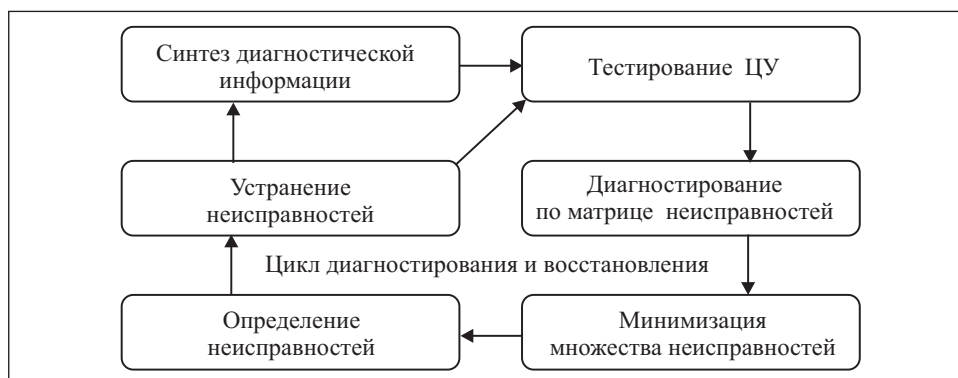 Синтез диагностической
информации
Тестирование ЦУ
Устранение
неисправностей
Диагностирование
по матрице неисправностей
Цикл диагностирования и восстановления
Определение
неисправностей
Минимизация
множества неисправностей